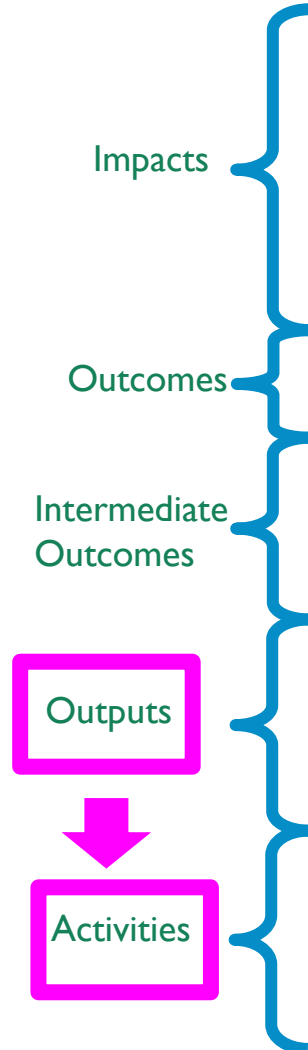 Impacts
Outcomes
Intermediate
Outcomes
Outputs
Activities